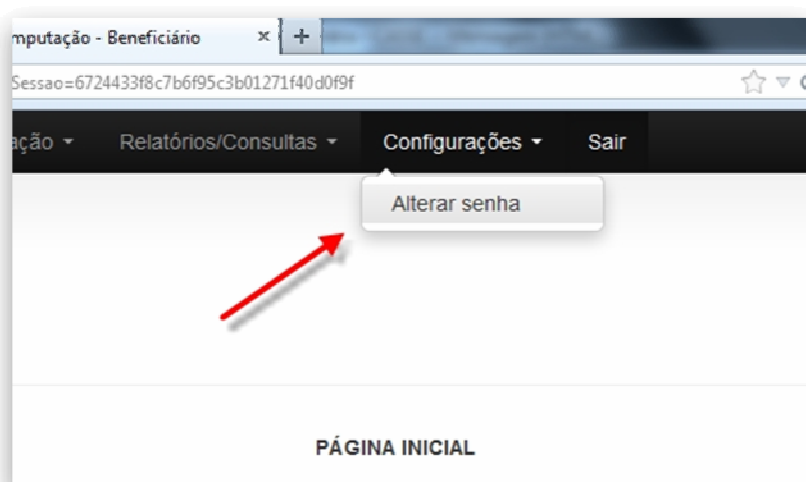 mputação - Beneficiário × +
Sessao=6724433f8c7b6f95c3b01271f40d0f9f
ação Relatórios/Consultas Configurações Sair
Alterar senha
PÁGINA INICIAL